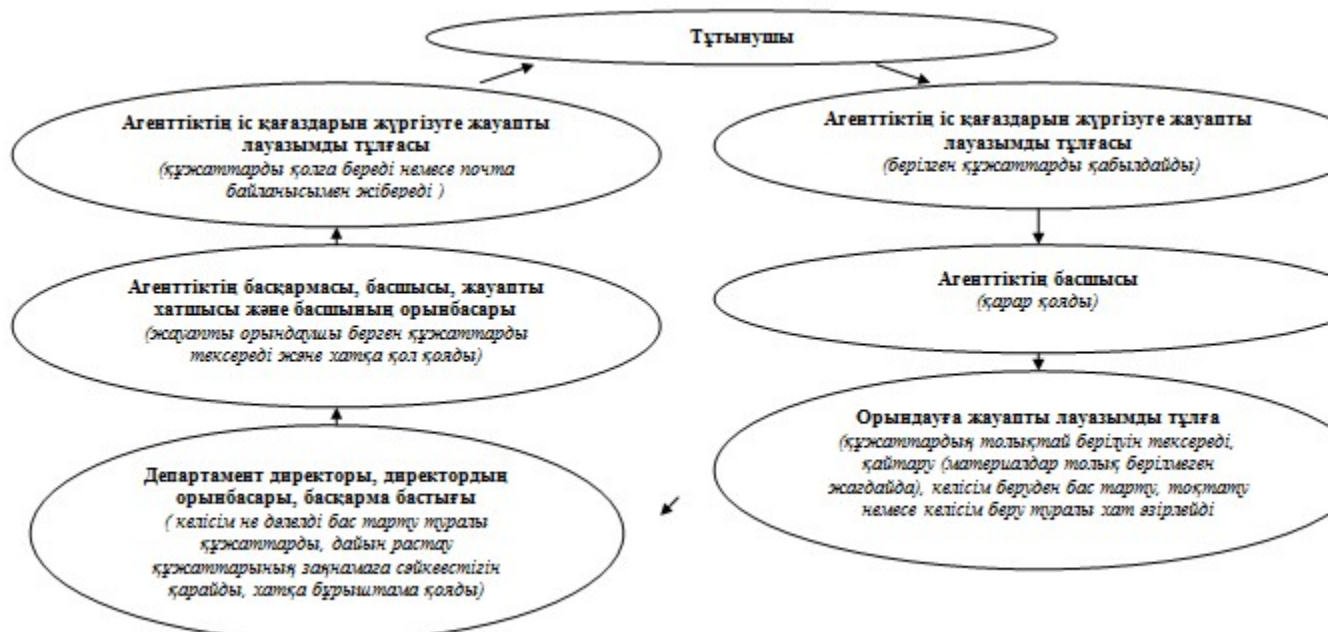 Тұтынушы
Агенттіктің іс қағаздарын жүргізуге жауапты
лауазымды тұлғасы
(берілген құжаттарды қабылдайды)
Агенттіктің басшысы
(қарар қояды)
Орындауға жауапты лауазымды тұлға
(құжаттардың толықтай берілуін тексереді,
қайтару (материалдар толық берілмеген
жағдайда), келісім беруден бас тарту, тоқтату
немесе келісім беру туралы хат әзірлейді
Департамент директоры, директордың
орынбасары, басқарма бастығы
( келісім не дәлелді бас тарту туралы
құжаттарды, дайын растау
құжаттарының заңнамаға сәйкестігін
қарайды, хатқа бұрыштама қояды)
Агенттіктің басқармасы, басшысы, жауапты
хатшысы және басшының орынбасары
(жауапты орындаушы берген құжаттарды
тексереді және хатқа қол қояды)
Агенттіктің іс қағаздарын жүргізуге жауапты
лауазымды тұлғасы
(құжаттарды қолға береді немесе почта
байланысымен жібереді )